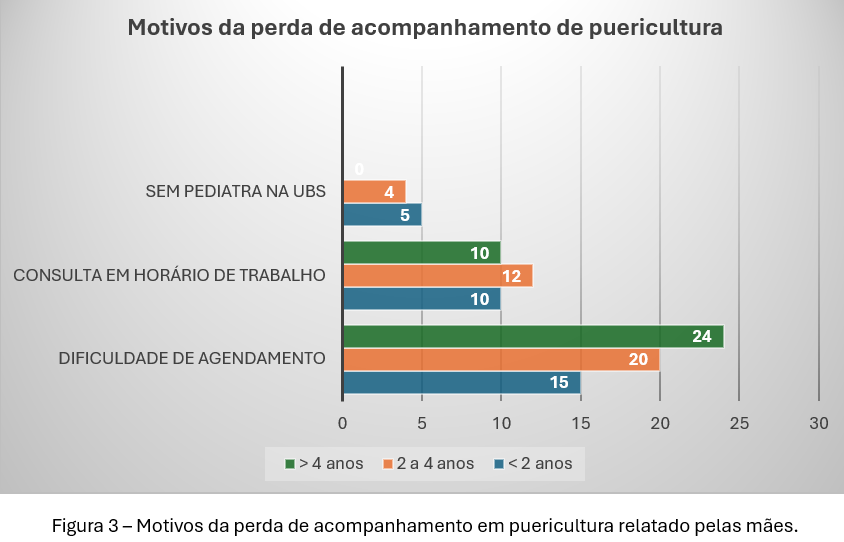 Motivos da perda de acompanhamento de puericultura
0
SEM PEDIATRA NA UBS
4
5
10
CONSULTA EM HORÁRIO DE TRABALHO
12
10
24
DIFICULDADE DE AGENDAMENTO
20
15
0 5 10 15 20 25 30
> 4 anos 2 a 4 anos < 2 anos
Figura 3 – Motivos da perda de acompanhamento em puericultura relatado pelas mães.